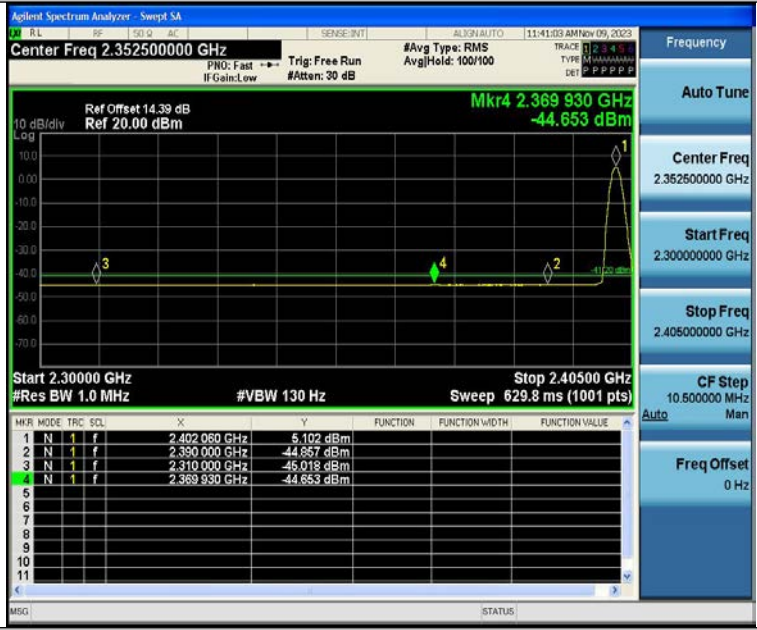 Agilent Spectrum Analyzer - Swept SA
RL RF 50 Ω AC SENSE:INT ALIGNAUTO 11:41:03 AM Nov 09, 2023
Center Freq 2.352500000 GHz
PNO: Fast
IFGain:Low
Trig: Free Run
#Atten: 30 dB
#Avg Type: RMS
Avg|Hold: 100/100
TRACE 1 2 3 4 5 6
TYPE
DET P P P P P P
Ref Offset 14.39 dB
10 dB/div Ref 20.00 dBm
Log
Mkr4 2.369 930 GHz
-44.653 dBm
10.0
0.00
-10.0
-20.0
-30.0
-40.0
-50.0
-60.0
-70.0
1
3
4
2
-41.20 dBm
Start 2.30000 GHz Stop 2.40500 GHz
#Res BW 1.0 MHz #VBW 130 Hz Sweep 629.8 ms (1001 pts)
MKR MODE TRC SCL X Y FUNCTION FUNCTION WIDTH FUNCTION VALUE
1 N 1 f 2.402 060 GHz 5.102 dBm
2 N 1 f 2.390 000 GHz -44.857 dBm
3 N 1 f 2.310 000 GHz -45.018 dBm
4 N 1 f 2.369 930 GHz -44.653 dBm
5
6
7
8
9
10
11
MSG STATUS
Frequency
Auto Tune
Center Freq
2.352500000 GHz
Start Freq
2.300000000 GHz
Stop Freq
2.405000000 GHz
CF Step
10.500000 MHz
Auto Man
Freq Offset
0 Hz